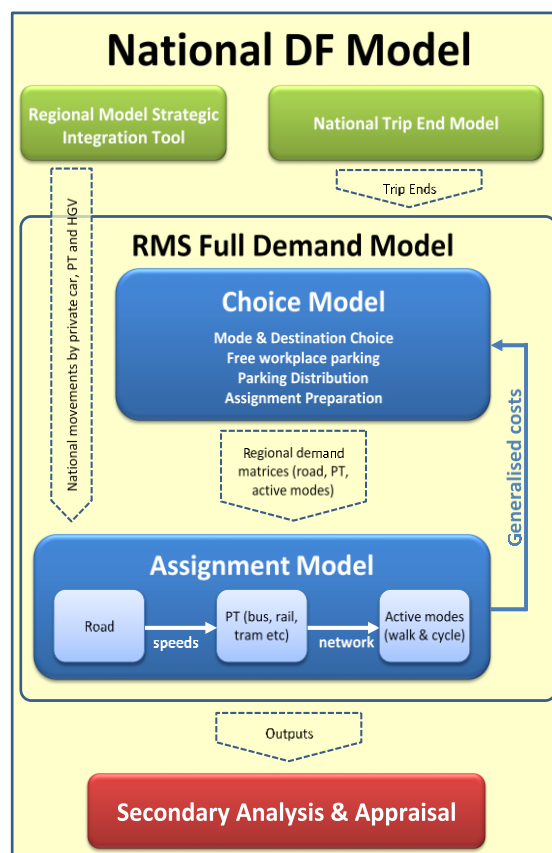 National DF Model
Regional Model Strategic
Integration Tool
National Trip End Model
Trip Ends
National movements by private car, PT and HGV
RMS Full Demand Model
Choice Model
Mode & Destination Choice
Free workplace parking
Parking Distribution
Assignment Preparation
Regional demand
matrices (road, PT,
active modes)
Generalised costs
Assignment Model
Road
speeds
PT (bus, rail,
tram etc)
network
Active modes
(walk & cycle)
Outputs
Secondary Analysis & Appraisal